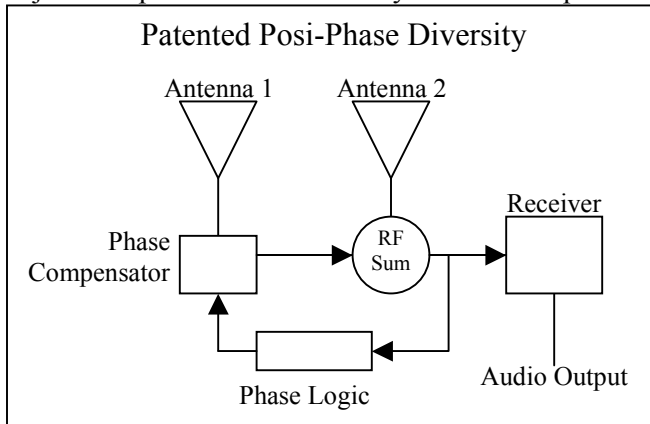 Patented Posi-Phase Diversity
Antenna 1
Antenna 2
Receiver
Phase
Compensator
RF
Sum
Phase Logic
Audio Output